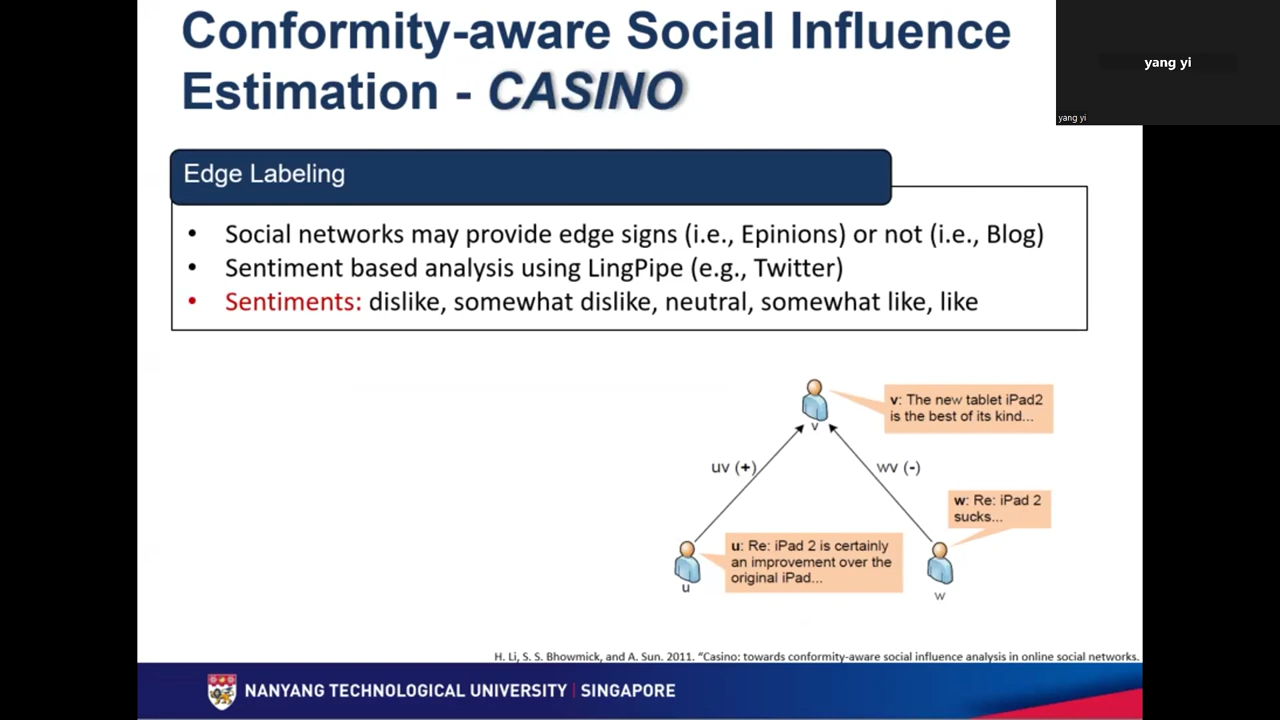 Conformity-aware Social Influence
Estimation - CASINO
yang yi
yang yi
Edge Labeling
• Social networks may provide edge signs (i.e., Epinions) or not (i.e., Blog)
• Sentiment based analysis using LingPipe (e.g., Twitter)
• Sentiments: dislike, somewhat dislike, neutral, somewhat like, like
v: The new tablet iPad2
is the best of its kind...
v
uv (+)
wv (-)
w: Re: iPad 2
sucks...
u: Re: iPad 2 is certainly
an improvement over the
original iPad...
u
w
H. Li, S. S. Bhowmick, and A. Sun. 2011. "Casino: towards conformity-aware social influence analysis in online social networks.
NANYANG TECHNOLOGICAL UNIVERSITY | SINGAPORE